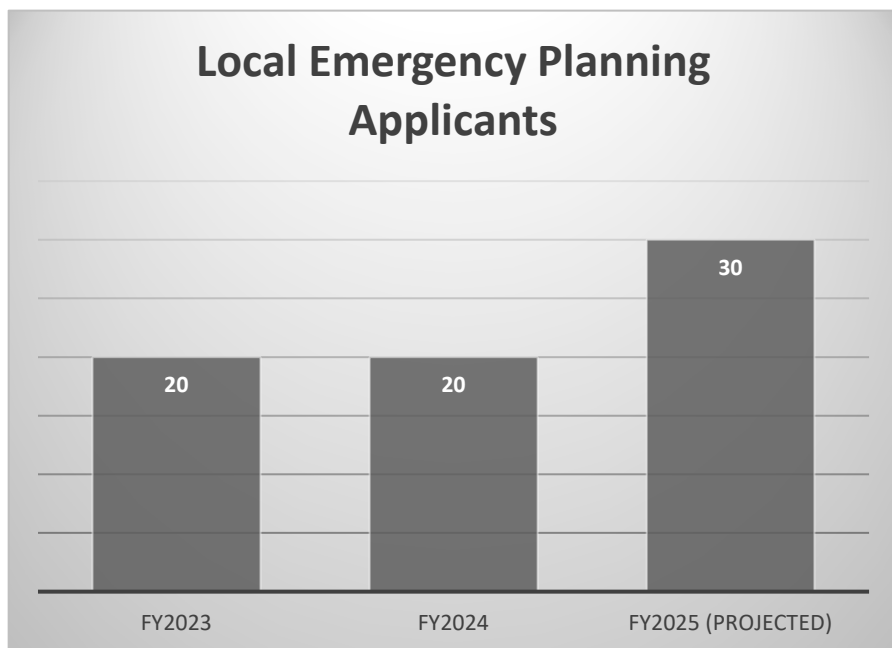 Local Emergency Planning
Applicants
20
20
30
FY2023
FY2024
FY2025 (PROJECTED)